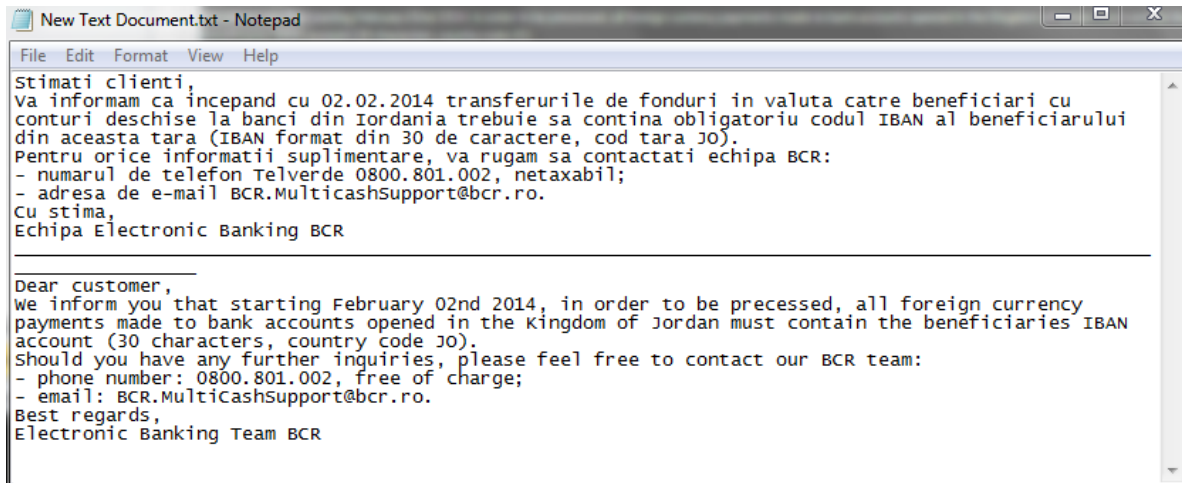 New Text Document.txt - Notepad
File Edit Format View Help
Stimati clienti,
Va informam ca incepand cu 02.02.2014 transferurile de fonduri in valuta catre beneficiari cu
conturi deschise la banci din Iordania trebuie sa contina obligatoriu codul IBAN al beneficiarului
din aceasta tara (IBAN format din 30 de caractere, cod tara JO).
Pentru orice informatii suplimentare, va rugam sa contactati echipa BCR:
- numarul de telefon Telverde 0800.801.002, netaxabil;
- adresa de e-mail BCR.MulticashSupport@bcr.ro.
Cu stima,
Echipa Electronic Banking BCR
Dear customer,
We inform you that starting February 02nd 2014, in order to be precessed, all foreign currency
payments made to bank accounts opened in the Kingdom of Jordan must contain the beneficiaries IBAN
account (30 characters, country code JO).
Should you have any further inquiries, please feel free to contact our BCR team:
- phone number: 0800.801.002, free of charge;
- email: BCR.MultiCashSupport@bcr.ro.
Best regards,
Electronic Banking Team BCR